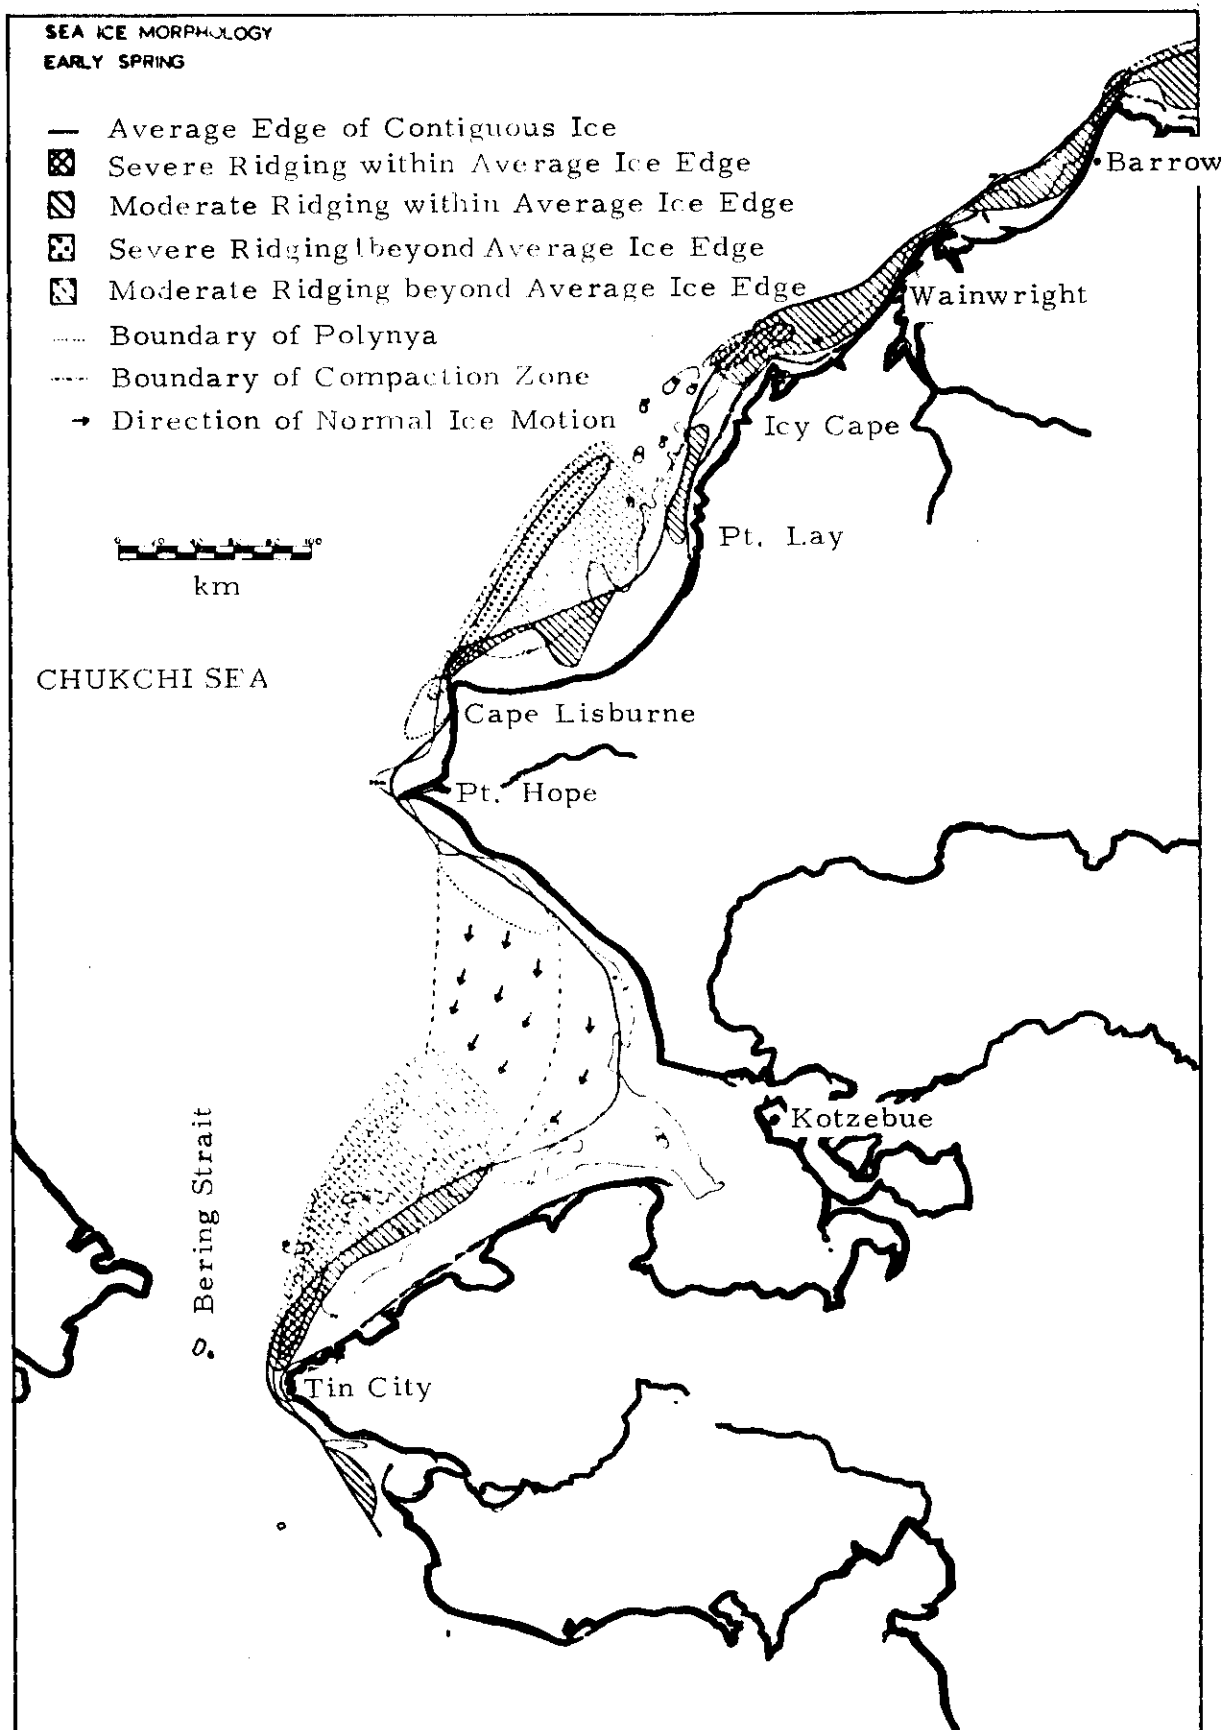 SEA ICE MORPHOLOGY
EARLY SPRING
Average Edge of Contiguous Ice
Severe Ridging within Average Ice Edge
Moderate Ridging within Average Ice Edge
Severe Ridging beyond Average Ice Edge
Moderate Ridging beyond Average Ice Edge
Boundary of Polynya
Boundary of Compaction Zone
Direction of Normal Ice Motion
km
Barrow
Wainwright
Icy Cape
Pt. Lay
CHUKCHI SEA
Cape Lisburne
Pt. Hope
Kotzebue
Bering Strait
Tin City